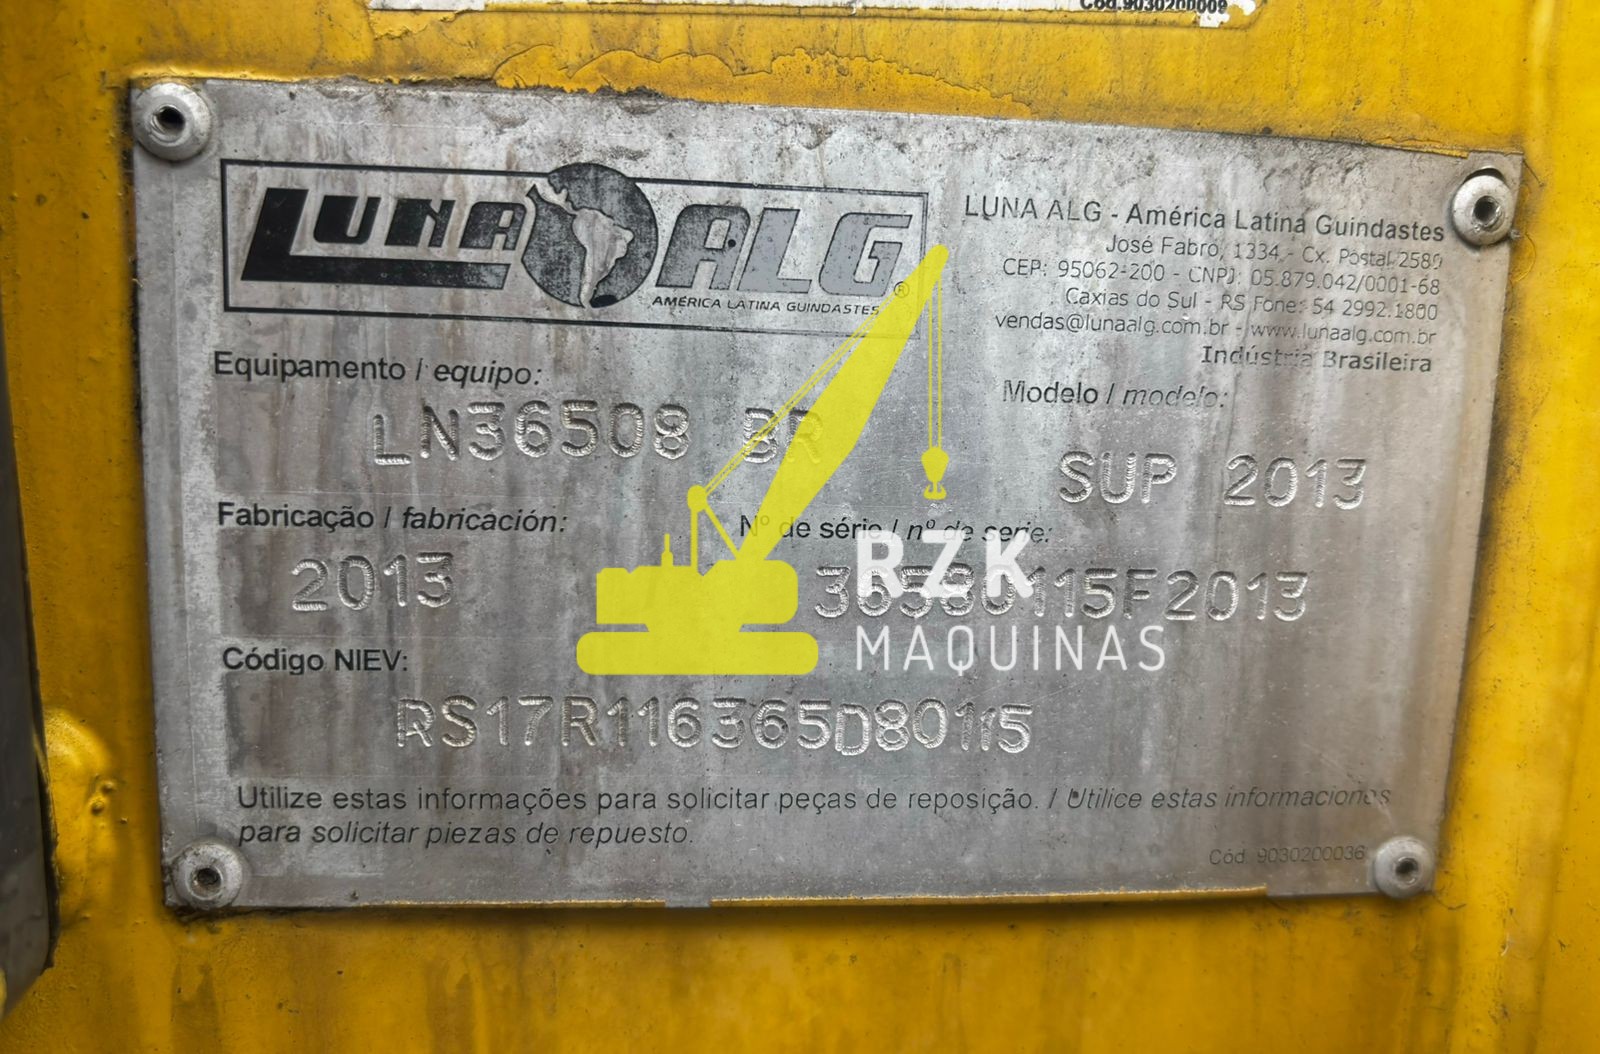 Cód.9030200009
LUNA ALG ®
AMÉRICA LATINA GUINDASTES
LUNA ALG - América Latina Guindastes
José Fabro, 1334 - Cx. Postal 2580
CEP: 95062-200 - CNPJ: 05.879.042/0001-68
Caxias do Sul - RS Fone: 54 2992.1800
vendas@lunaalg.com.br - www.lunaalg.com.br
Indústria Brasileira
Equipamento / equipo:
LN36508 BR
Modelo / modelo:
SUP 2013
Fabricação / fabricación:
2013
Nº de série / nº de serie:
36580115F2013
RZK
MÁQUINAS
Código NIEV:
RS17R116365D80115
Utilize estas informações para solicitar peças de reposição. / Utilice estas informaciones
para solicitar piezas de repuesto.
Cód. 9030200036